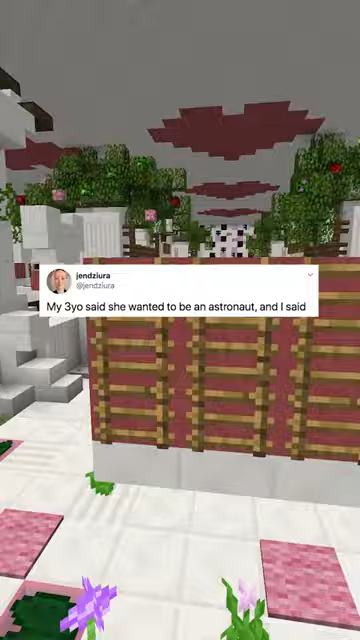 jendziura
@jendziura
My 3yo said she wanted to be an astronaut, and I said